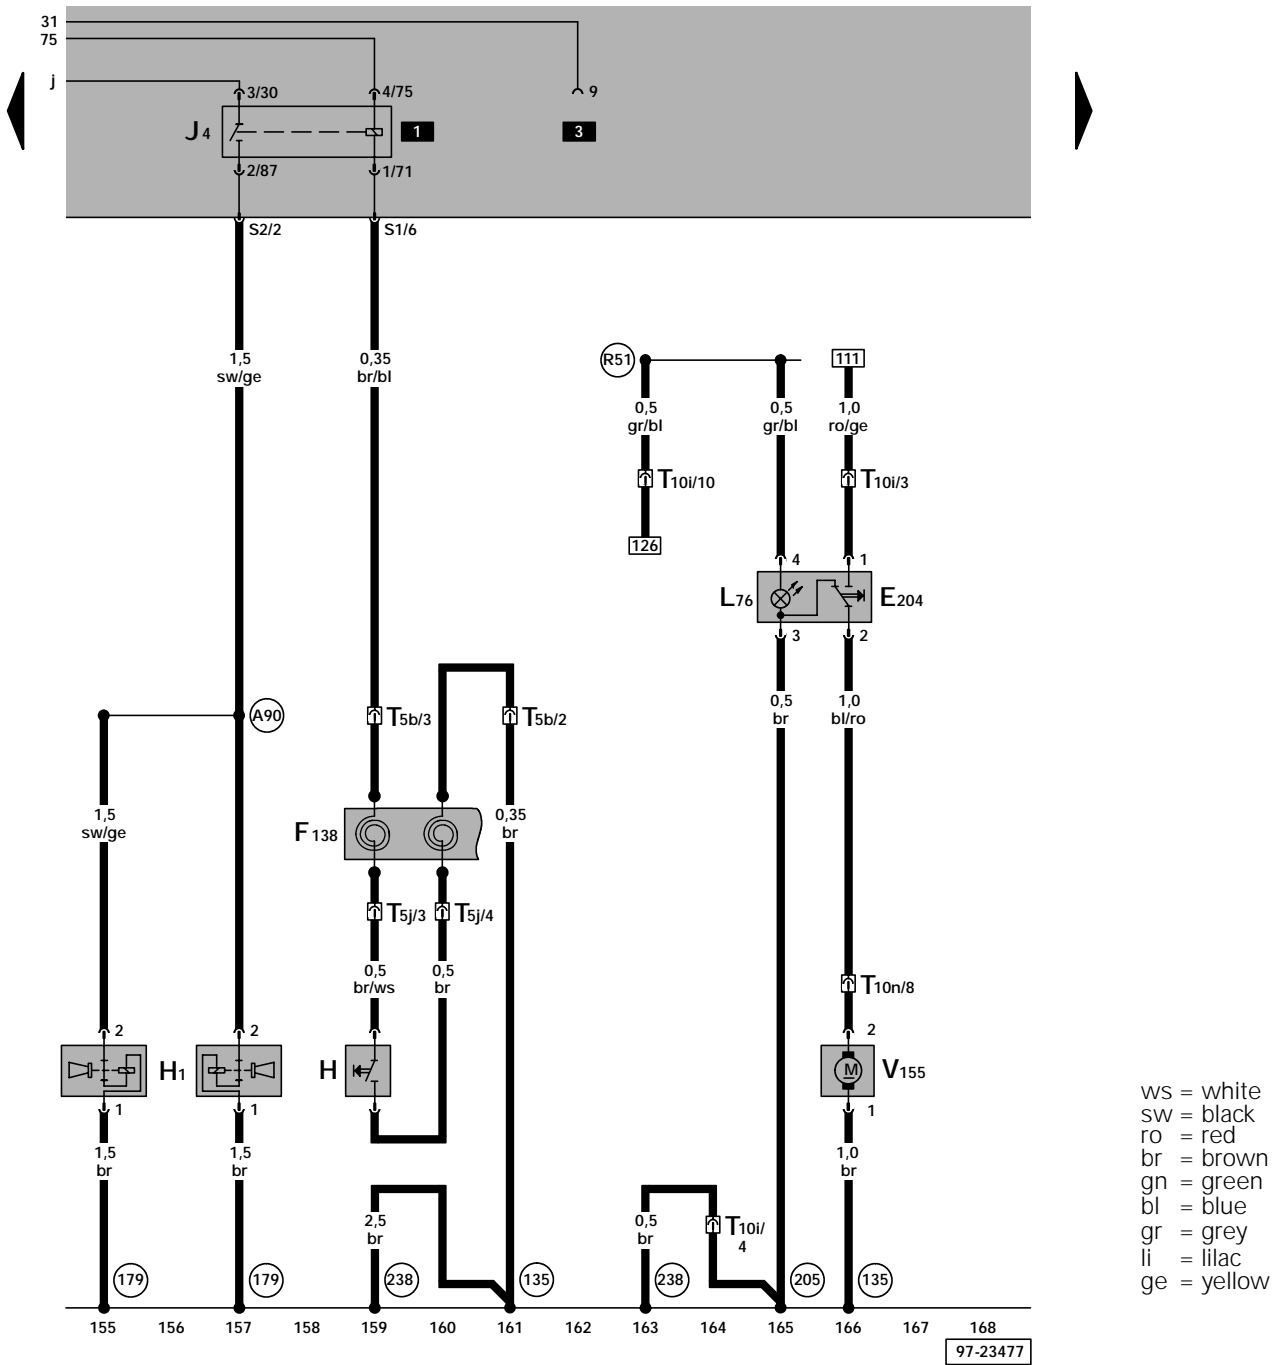 31
75
j
3/30
4/75
9
J 4
1
3
2/87
1/71
S2/2
S1/6
1,5
sw/ge
0,35
br/bl
R51
111
0,5
gr/bl
0,5
gr/bl
1,0
ro/ge
T10i/10
T10i/3
126
4
1
L76
E204
3
2
0,5
br
1,0
bl/ro
A90
T5b/3
T5b/2
1,5
sw/ge
F138
0,35
br
T5j/3
T5j/4
0,5
br/ws
0,5
br
T10n/8
2
2
2
H1
H
M
V155
1
1
1
1,5
br
1,5
br
1,0
br
2,5
br
0,5
br
T10i/
4
179
179
238
135
238
205
135
155 156 157 158 159 160 161 162 163 164 165 166 167 168
97-23477
ws = white
sw = black
ro = red
br = brown
gn = green
bl = blue
gr = grey
li = lilac
ge = yellow